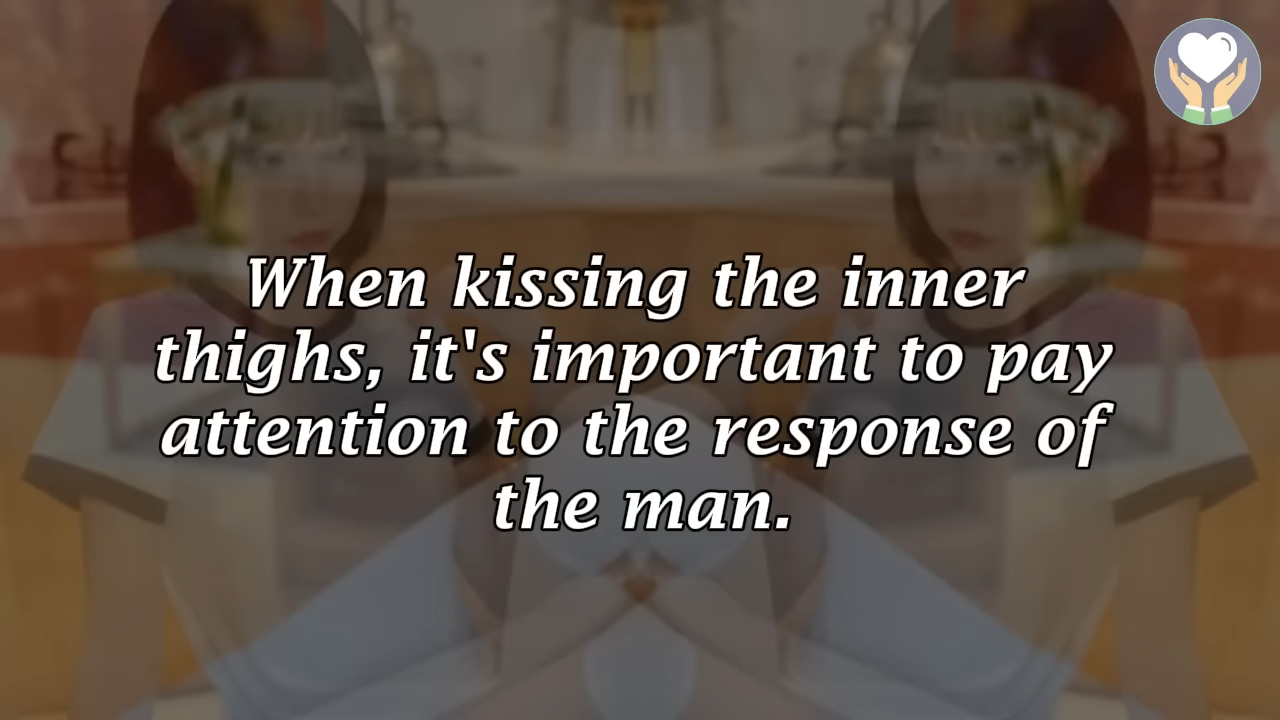 When kissing the inner
thighs, it's important to pay
attention to the response of
the man.